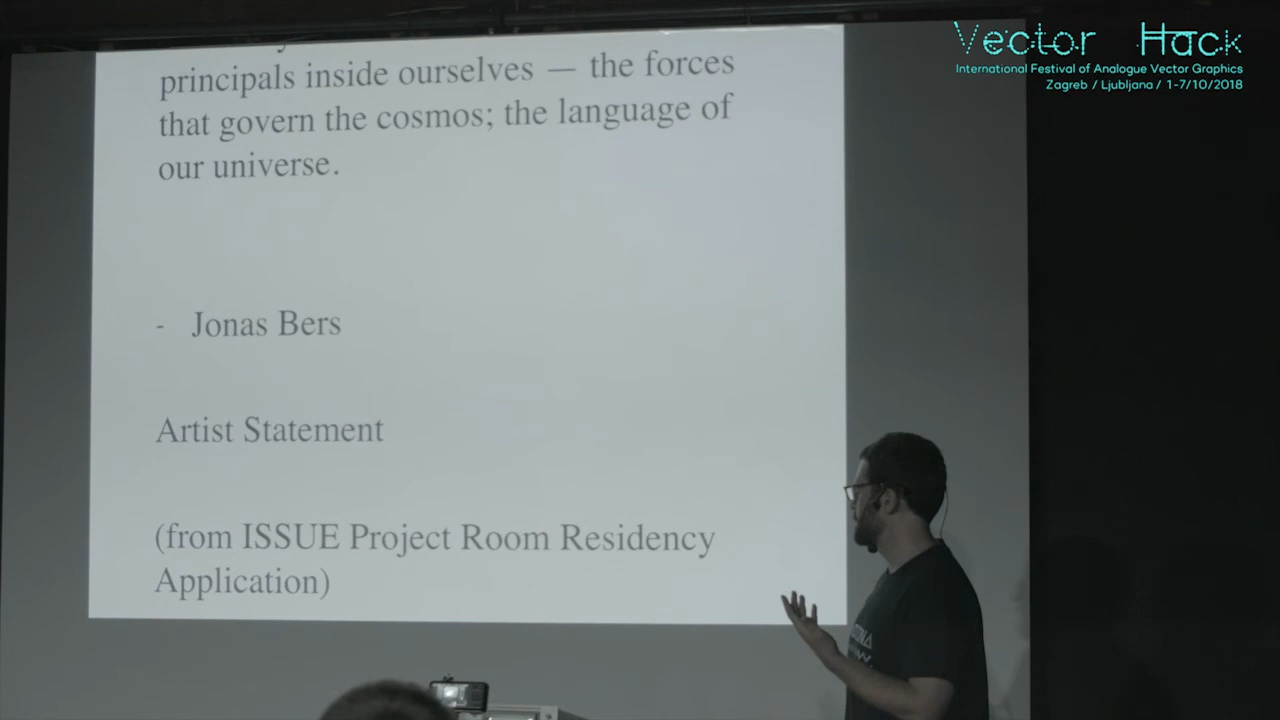 Vector Hack
International Festival of Analogue Vector Graphics
Zagreb / Ljubljana / 1-7/10/2018
principals inside ourselves — the forces
that govern the cosmos; the language of
our universe.
- Jonas Bers
Artist Statement
(from ISSUE Project Room Residency
Application)